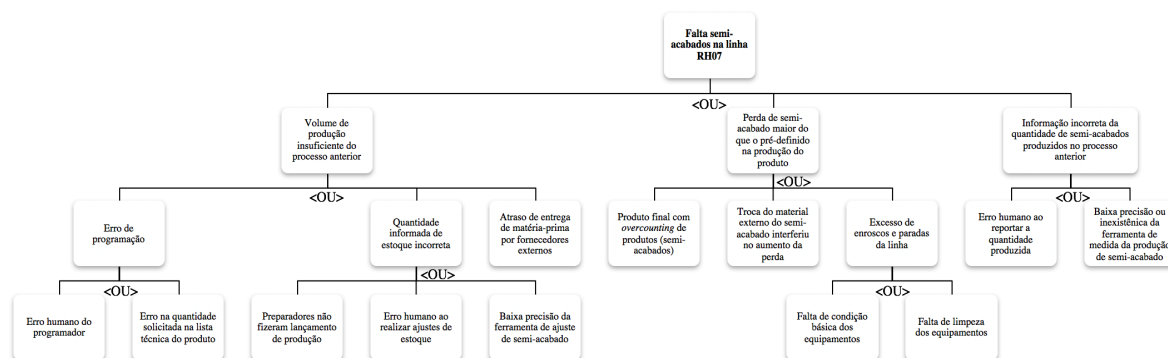 Falta semi-
acabados na linha
RH07
<OU>
Volume de
produção
insuficiente do
processo anterior
Perda de semi-
acabado maior do
que o pré-definido
na produção do
produto
Informação incorreta da
quantidade de semi-acabados
produzidos no processo
anterior
<OU>
<OU>
<OU>
Erro de
programação
Quantidade
informada de
estoque incorreta
Atraso de entrega
de matéria-prima
por fornecedores
externos
Produto final com
overcounting de
produtos (semi-
acabados)
Troca do material
externo do semi-
acabado interferiu
no aumento da
perda
Excesso de
enroscos e paradas
da linha
Erro humano ao
reportar a
quantidade
produzida
Baixa precisão ou
inexistênca da
ferramenta de
medida da produção
de semi-acabado
<OU>
<OU>
<OU>
Erro humano do
programador
Erro na quantidade
solicitada na lista
técnica do produto
Preparadores não
fizeram lançamento
de produção
Erro humano ao
realizar ajustes de
estoque
Baixa precisão da
ferramenta de ajuste
de semi-acabado
Falta de condição
básica dos
equipamentos
Falta de limpeza
dos equipamentos